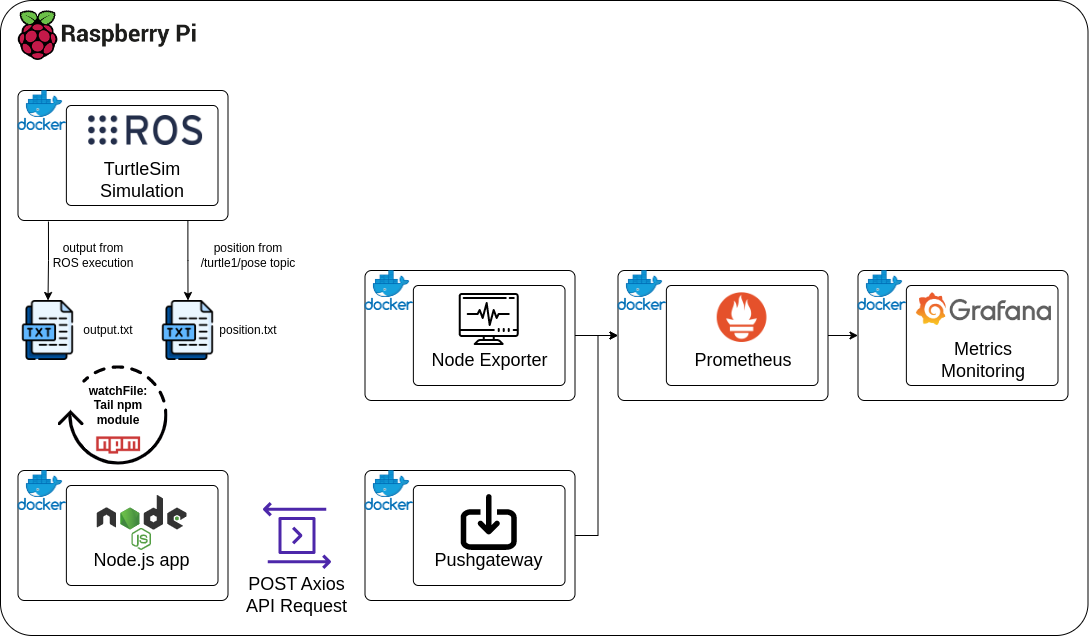 Raspberry Pi
docker
ROS
TurtleSim
Simulation
output from
ROS execution
position from
/turtle1/pose topic
TXT
output.txt
TXT
position.txt
watchFile:
Tail npm
module
npm
docker
node
JS
Node.js app
POST Axios
API Request
docker
Node Exporter
docker
Pushgateway
docker
Prometheus
docker
Grafana
Metrics
Monitoring